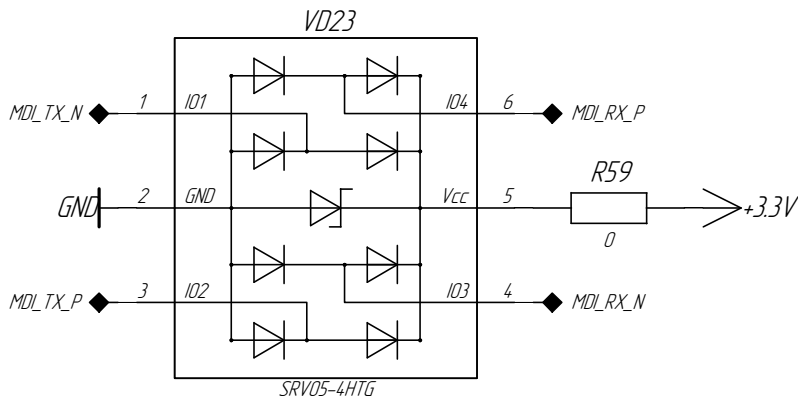 VD23
MDI_TX_N 1 IO1 IO4 6 MDI_RX_P
R59
GND 2 GND Vcc 5 +3.3V
0
MDI_TX_P 3 IO2 IO3 4 MDI_RX_N
SRV05-4HTG